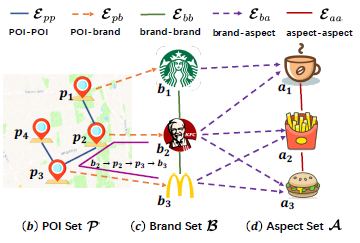 ℰpp ℰpb ℰbb ℰba ℰaa
POI-POI POI-brand brand-brand brand-aspect aspect-aspect
p1 b1 a1
p4 p2 b2 KFC a2
b2 → p2 → p3 → b3
p3 b3 a3
(b) POI Set 𝒫 (c) Brand Set ℬ (d) Aspect Set 𝒜